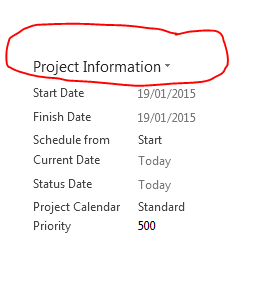 Project Information
Start Date 19/01/2015
Finish Date 19/01/2015
Schedule from Start
Current Date Today
Status Date Today
Project Calendar Standard
Priority 500